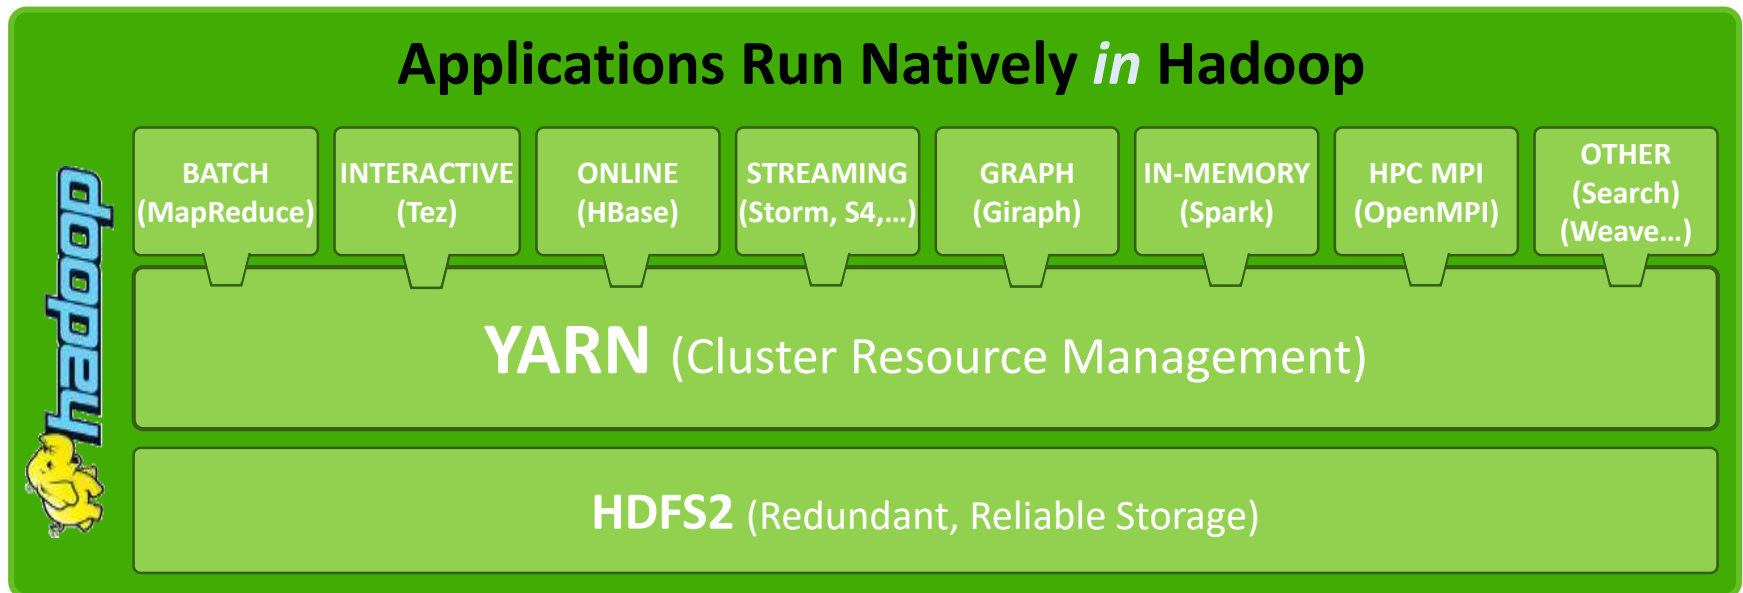 Applications Run Natively in Hadoop
BATCH
(MapReduce)
INTERACTIVE
(Tez)
ONLINE
(HBase)
STREAMING
(Storm, S4,...)
GRAPH
(Giraph)
IN-MEMORY
(Spark)
HPC MPI
(OpenMPI)
OTHER
(Search)
(Weave...)
hadoop
YARN (Cluster Resource Management)
HDFS2 (Redundant, Reliable Storage)